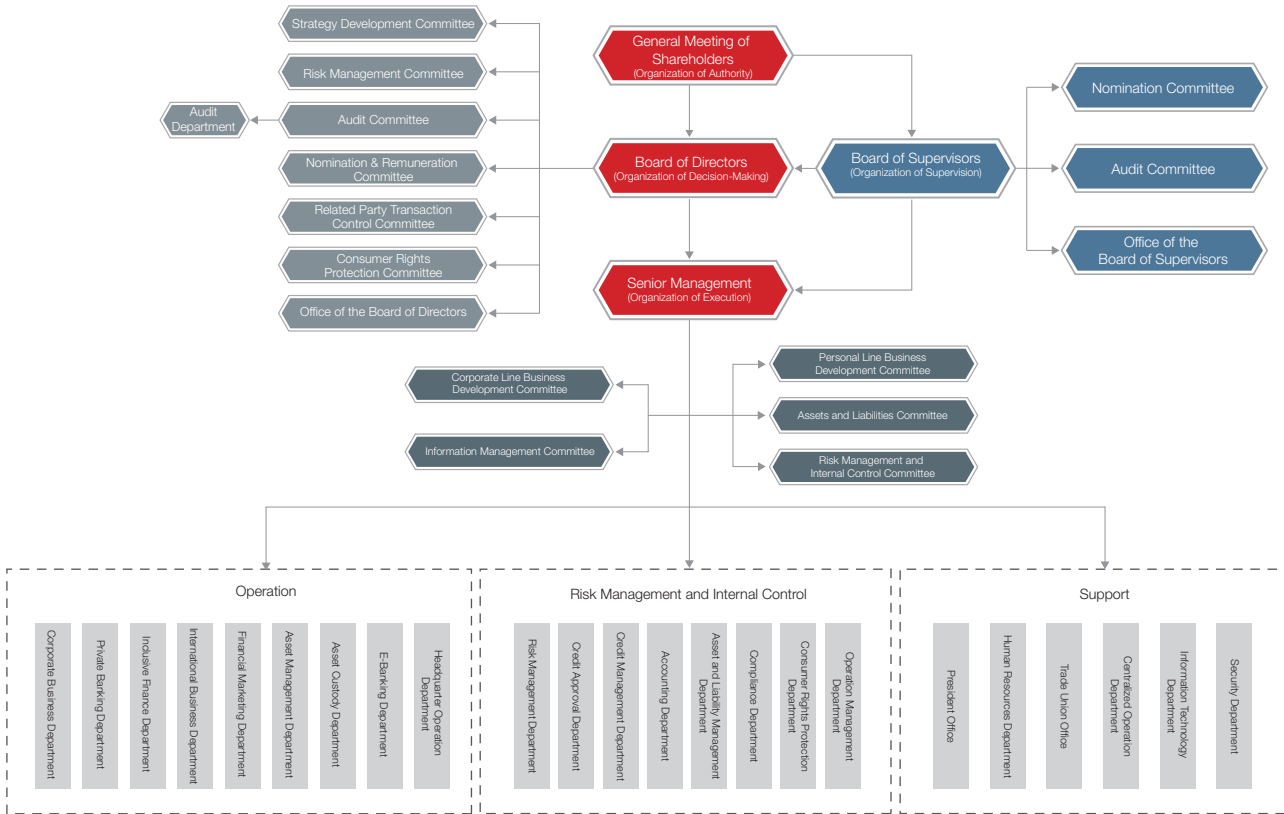 Strategy Development Committee
Risk Management Committee
Audit
Department
Audit Committee
Nomination & Remuneration
Committee
Related Party Transaction
Control Committee
Consumer Rights
Protection Committee
Office of the Board of Directors
General Meeting of
Shareholders
(Organization of Authority)
Board of Directors
(Organization of Decision-Making)
Board of Supervisors
(Organization of Supervision)
Senior Management
(Organization of Execution)
Nomination Committee
Audit Committee
Office of the
Board of Supervisors
Corporate Line Business
Development Committee
Information Management Committee
Personal Line Business
Development Committee
Assets and Liabilities Committee
Risk Management and
Internal Control Committee
Operation
Corporate Business Department
Private Banking Department
Inclusive Finance Department
International Business Department
Financial Marketing Department
Asset Management Department
Asset Custody Department
E-Banking Department
Headquarter Operation
Department
Risk Management and Internal Control
Risk Management Department
Credit Approval Department
Credit Management Department
Accounting Department
Asset and Liability Management
Department
Compliance Department
Consumer Rights Protection
Department
Operation Management
Department
Support
President Office
Human Resources Department
Trade Union Office
Centralized Operation
Department
Information Technology
Department
Security Department